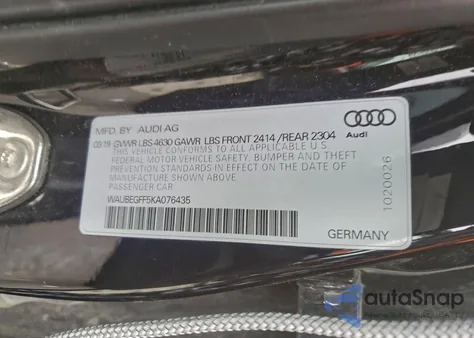 MFD. BY AUDI AG
03/19 GVWR LBS 4630 GAWR LBS FRONT 2414 /REAR 2304
Audi
THIS VEHICLE CONFORMS TO ALL APPLICABLE U S
FEDERAL MOTOR VEHICLE SAFETY, BUMPER AND THEFT
PREVENTION STANDARDS IN EFFECT ON THE DATE OF
MANUFACTURE SHOWN ABOVE.
PASSENGER CAR
WAU8EGFF5KA076435
1020026
GERMANY
autoSnap